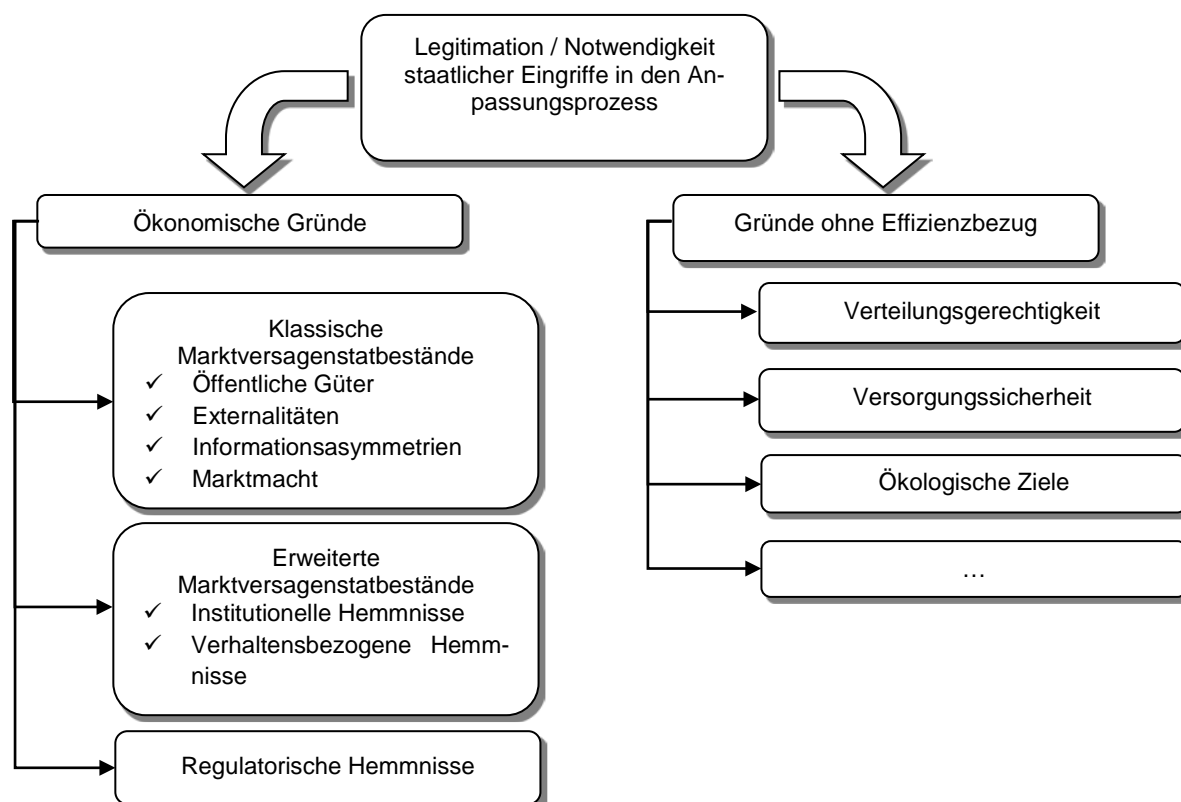 Legitimation / Notwendigkeit
staatlicher Eingriffe in den An-
passungsprozess
Ökonomische Gründe
Klassische
Marktversagenstatbestände
✓ Öffentliche Güter
✓ Externalitäten
✓ Informationsasymmetrien
✓ Marktmacht
Erweiterte
Marktversagenstatbestände
✓ Institutionelle Hemmnisse
✓ Verhaltensbezogene Hemm-
nisse
Regulatorische Hemmnisse
Gründe ohne Effizienzbezug
Verteilungsgerechtigkeit
Versorgungssicherheit
Ökologische Ziele
…